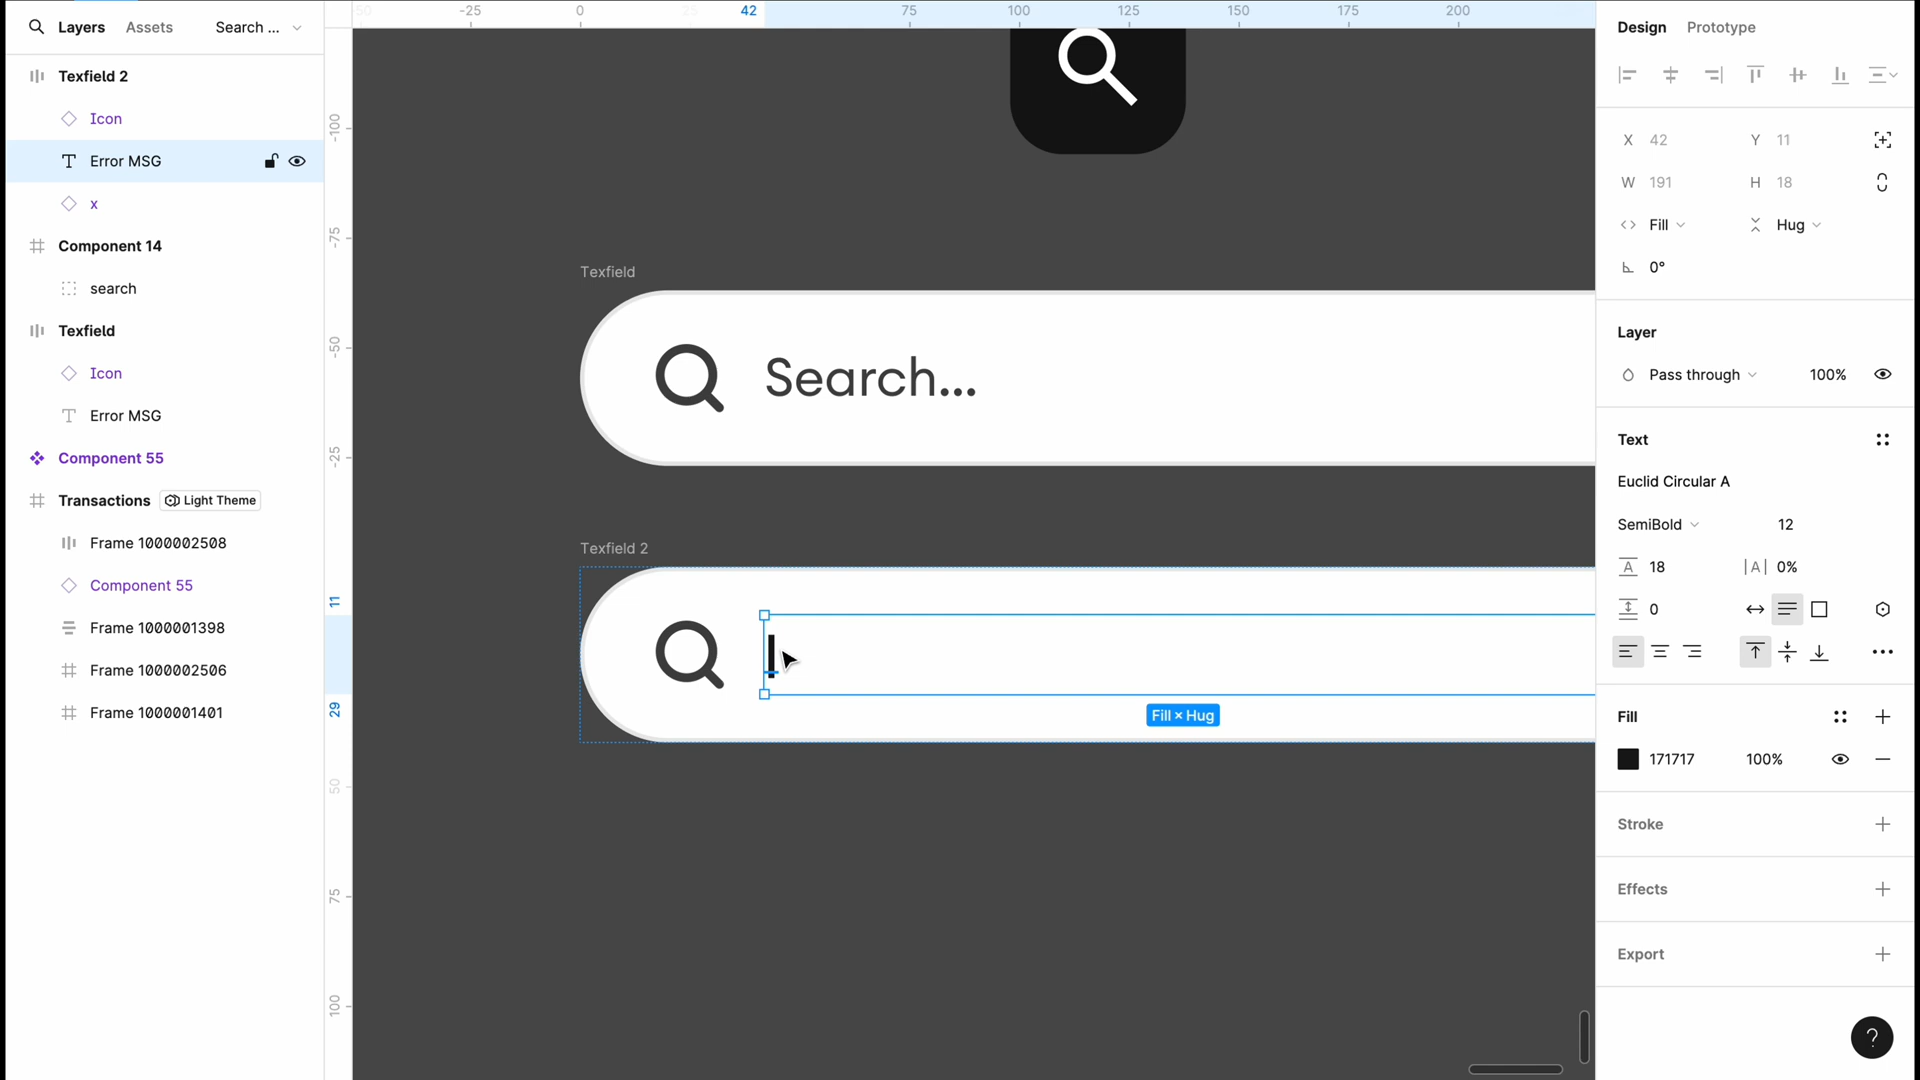 Layers
Assets
Search ...
Texfield 2
Icon
Error MSG
x
Component 14
search
Texfield
Icon
Error MSG
Component 55
Transactions
Light Theme
Frame 1000002508
Component 55
Frame 1000001398
Frame 1000002506
Frame 1000001401
50
-25
0
25
42
75
100
125
150
175
200
-100
-75
-50
-25
11
29
50
75
100
Texfield
Search...
Texfield 2
Fill × Hug
Design
Prototype
X 42
Y 11
W 191
H 18
Fill
Hug
0°
Layer
Pass through
100%
Text
Euclid Circular A
SemiBold
12
A 18
|A| 0%
0
Fill
171717
100%
Stroke
Effects
Export
?